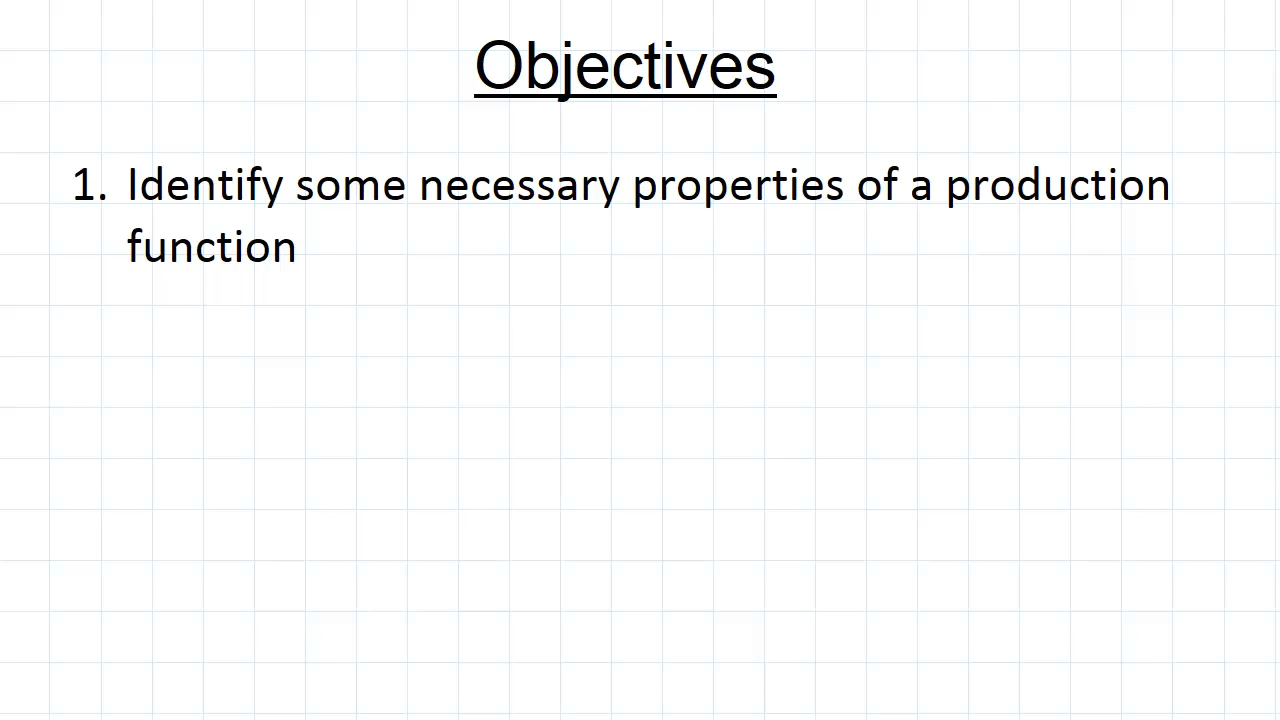 Objectives
1. Identify some necessary properties of a production
function